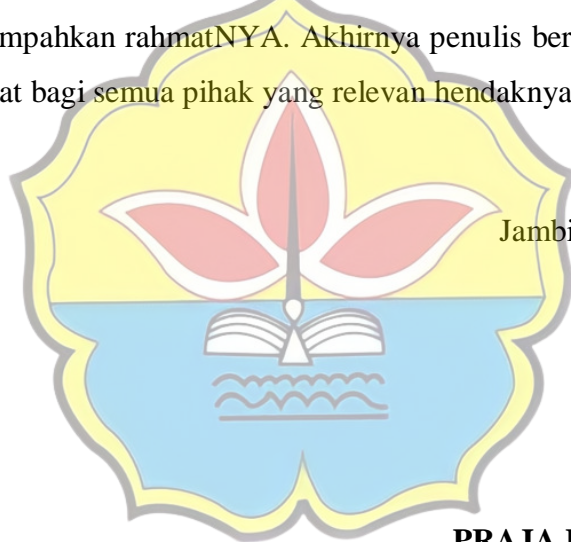 mpahkan rahmatNYA. Akhirnya penulis ber
at bagi semua pihak yang relevan hendaknya
Jambi
PRAJA